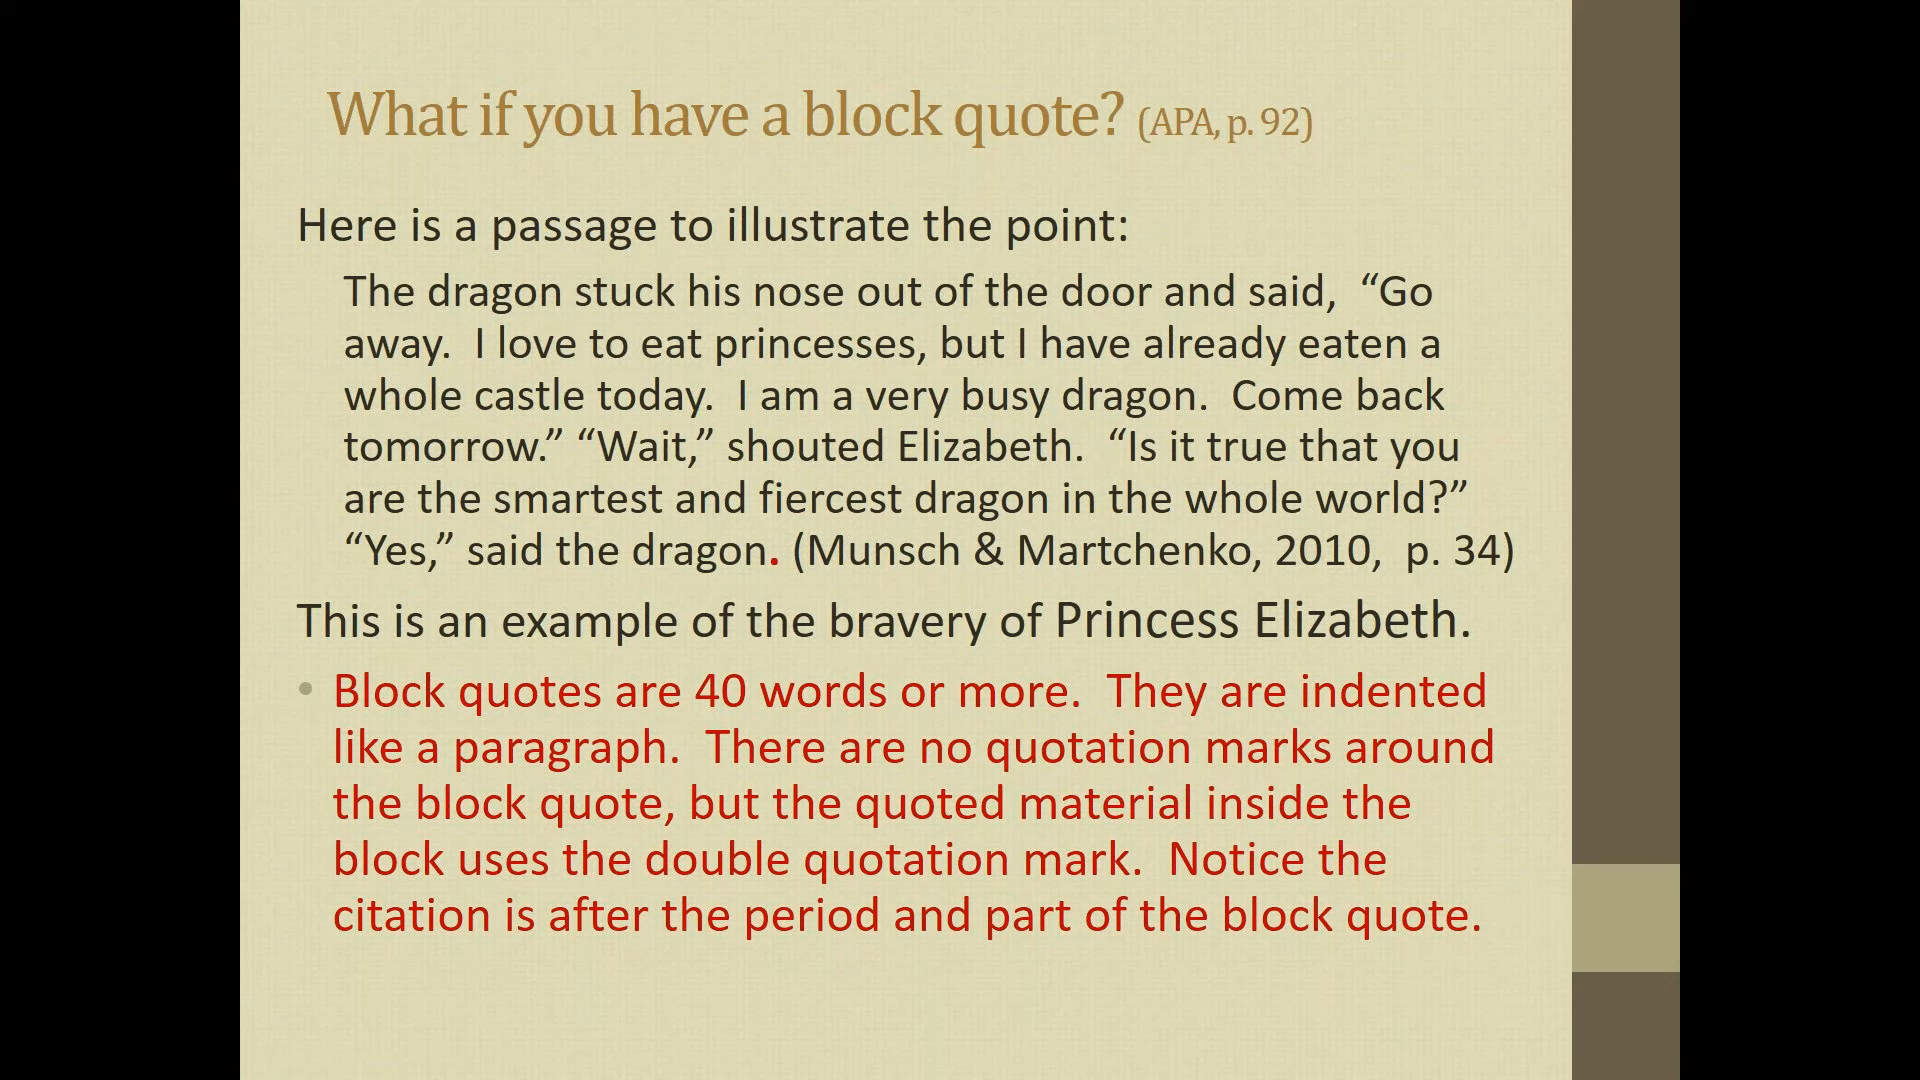 What if you have a block quote? (APA, p. 92)
Here is a passage to illustrate the point:
The dragon stuck his nose out of the door and said,  “Go
away.  I love to eat princesses, but I have already eaten a
whole castle today.  I am a very busy dragon.  Come back
tomorrow.” “Wait,” shouted Elizabeth.  “Is it true that you
are the smartest and fiercest dragon in the whole world?”
“Yes,” said the dragon. (Munsch & Martchenko, 2010,  p. 34)
This is an example of the bravery of Princess Elizabeth.
• Block quotes are 40 words or more.  They are indented
like a paragraph.  There are no quotation marks around
the block quote, but the quoted material inside the
block uses the double quotation mark.  Notice the
citation is after the period and part of the block quote.